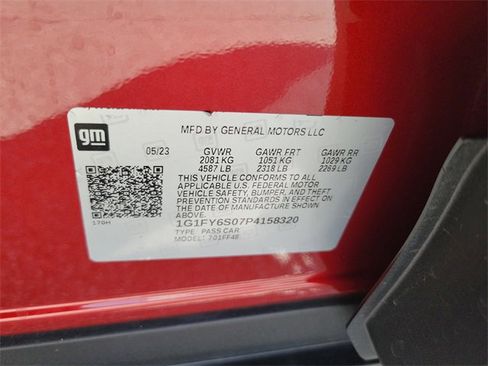 gm
MFD BY GENERAL MOTORS LLC
05/23 GVWR GAWR FRT GAWR RR
2081 KG 1051 KG 1029 KG
4587 LB 2318 LB 2269 LB
THIS VEHICLE CONFORMS TO ALL
APPLICABLE U.S. FEDERAL MOTOR
VEHICLE SAFETY, BUMPER, AND THEFT
PREVENTION STANDARDS IN EFFECT ON
THE DATE OF MANUFACTURE SHOWN ABOVE.
1G1FY6S07P4158320
TYPE: PASS CAR
MODEL: 701FF48
170H